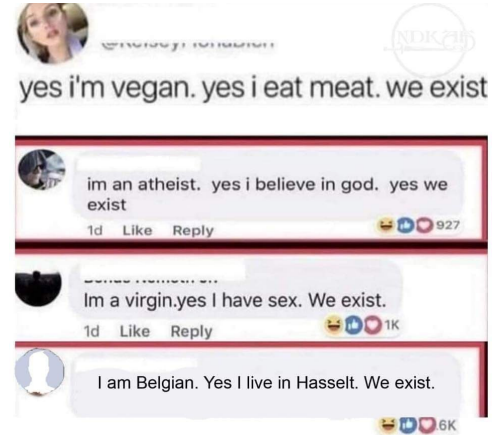 yes i'm vegan. yes i eat meat. we exist
im an atheist. yes i believe in god. yes we
exist
1d Like Reply
927
Im a virgin.yes I have sex. We exist.
1d Like Reply
1K
I am Belgian. Yes I live in Hasselt. We exist.
.6K